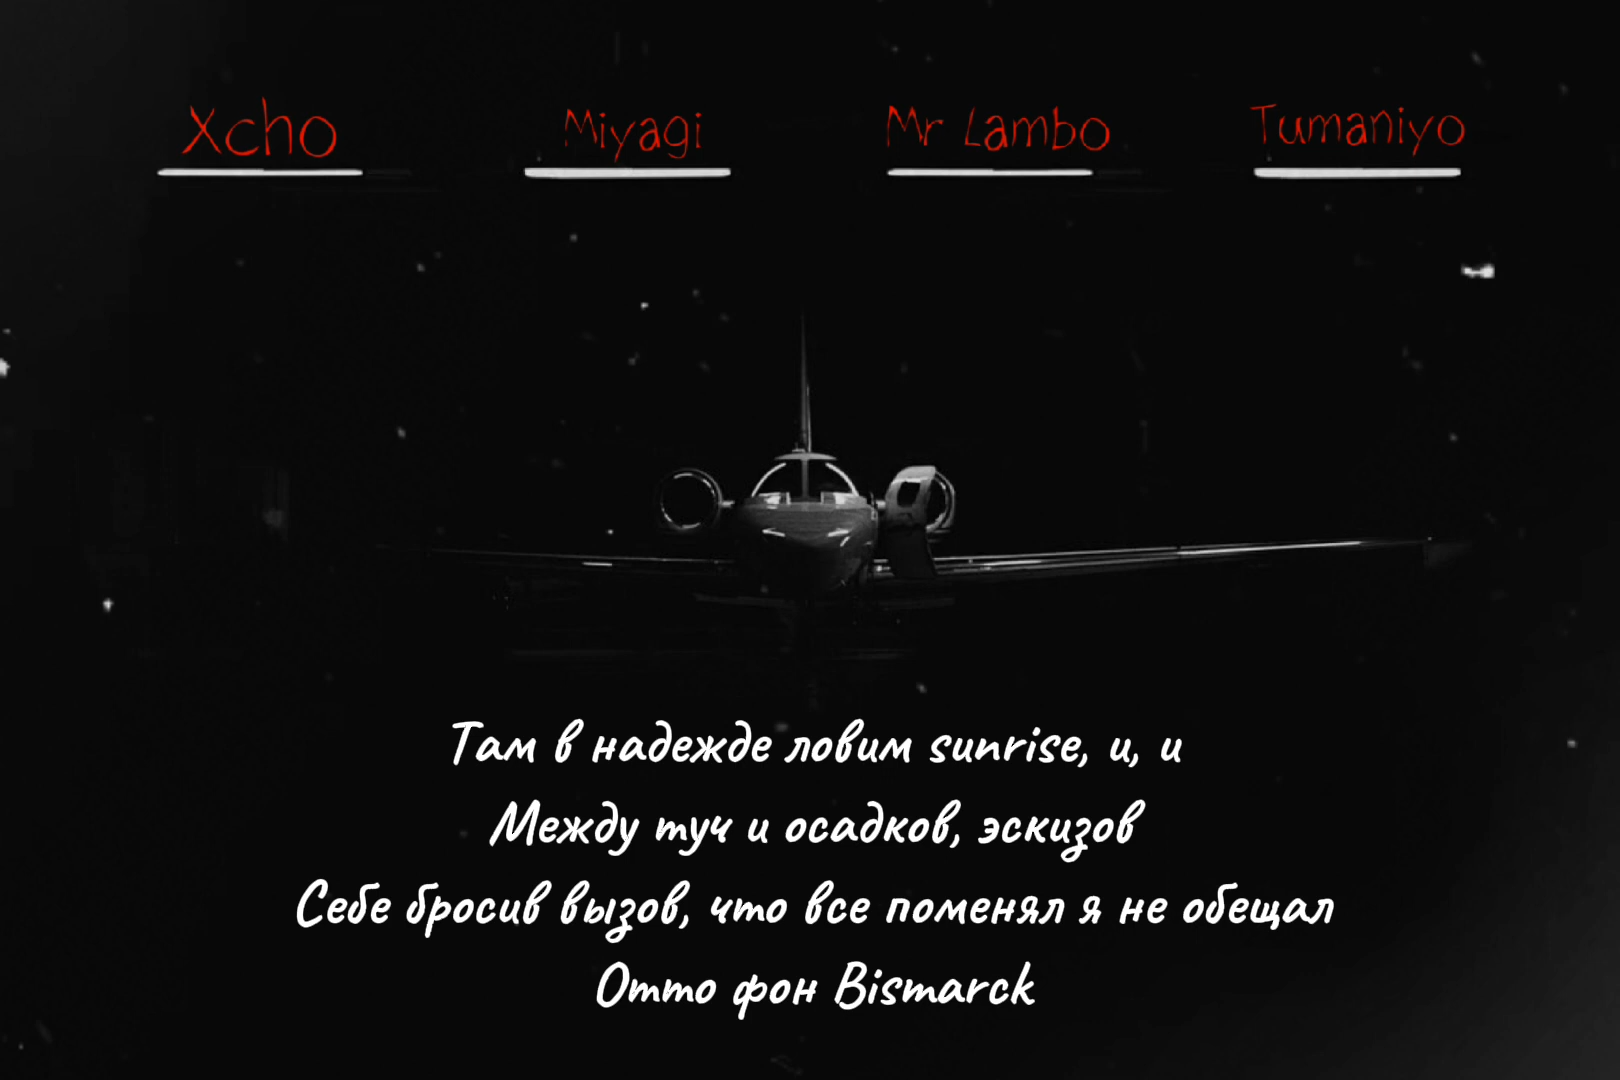 Xcho Miyagi Mr Lambo Tumaniyo
Там в надежде ловим sunrise, и, и
Между туч и осадков, эскизов
Себе бросив вызов, что все поменял я не обещал
Отто фон Bismarck